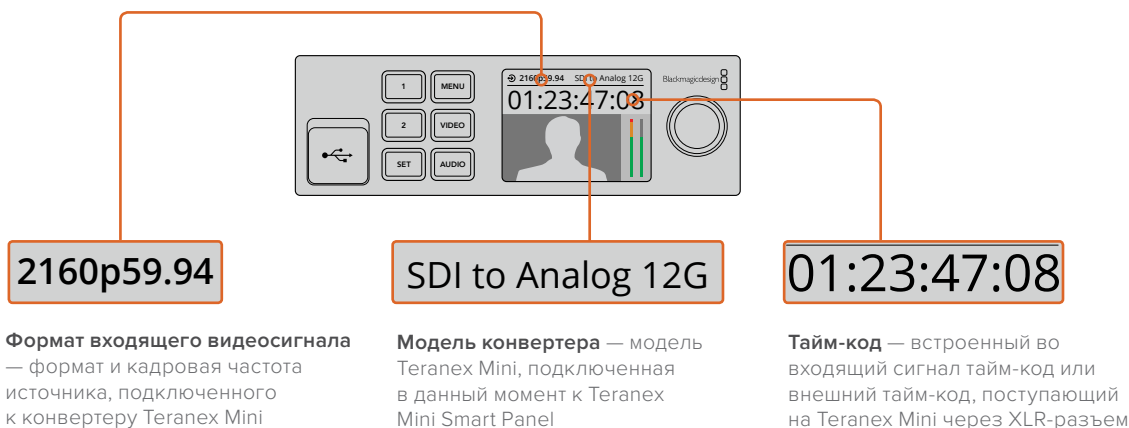 1
MENU
2
VIDEO
SET
AUDIO
2160p59.94 SDI to Analog 12G
01:23:47:08
Blackmagicdesign
2160p59.94
SDI to Analog 12G
01:23:47:08
Формат входящего видеосигнала
— формат и кадровая частота
источника, подключенного
к конвертеру Teranex Mini
Модель конвертера — модель
Teranex Mini, подключенная
в данный момент к Teranex
Mini Smart Panel
Тайм-код — встроенный во
входящий сигнал тайм-код или
внешний тайм-код, поступающий
на Teranex Mini через XLR-разъем